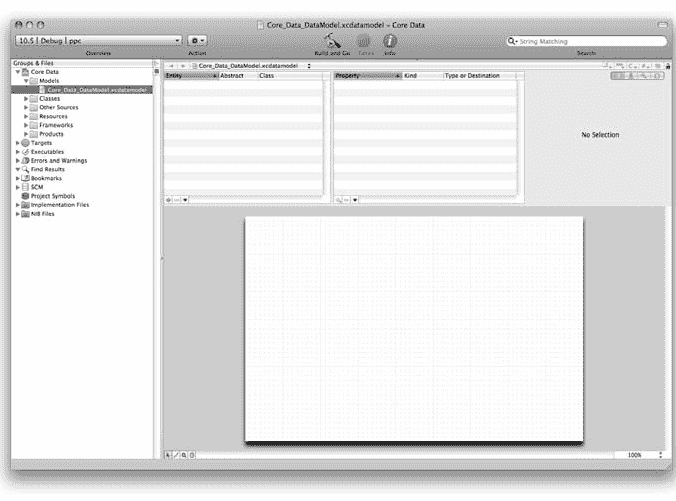 Core_Data_DataModel.xcdatamodel – Core Data
10.5 | Debug | ppc
String Matching
Overview Action Build and Go Tasks Info Search
Groups & Files
Core_Data_DataModel.xcdatamodel
Core Data
Models
Core_Data_DataModel.xcdatamodel
Classes
Other Sources
Resources
Frameworks
Products
Targets
Executables
Errors and Warnings
Find Results
Bookmarks
SCM
Project Symbols
Implementation Files
NIB Files
Entity Abstract Class
Property Kind Type or Destination
No Selection
100%